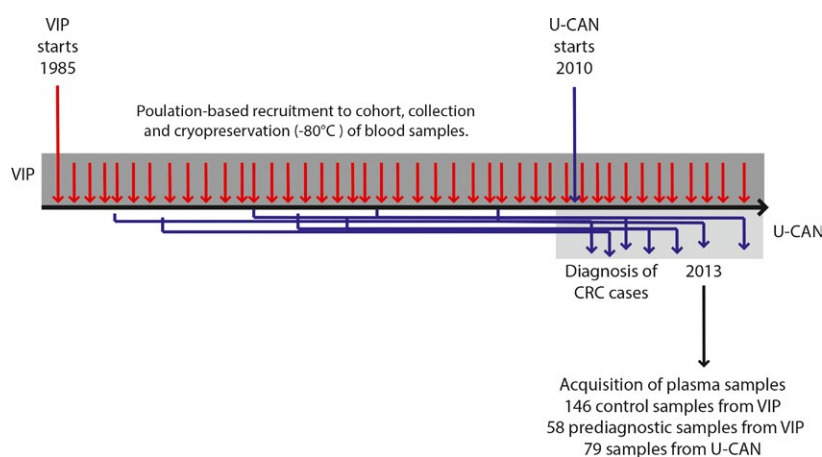 VIP
starts
1985
U-CAN
starts
2010
Poulation-based recruitment to cohort, collection
and cryopreservation (-80°C ) of blood samples.
VIP
U-CAN
Diagnosis of
CRC cases
2013
Acquisition of plasma samples
146 control samples from VIP
58 prediagnostic samples from VIP
79 samples from U-CAN